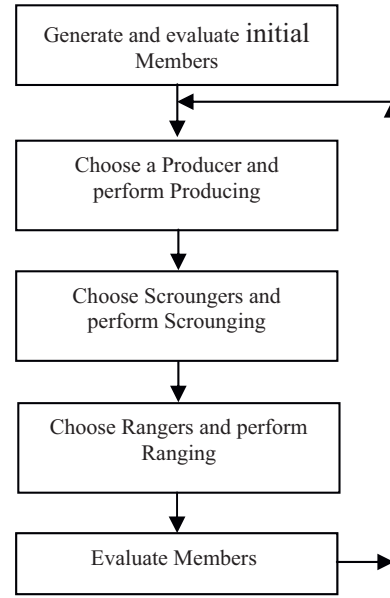 Generate and evaluate initial
Members
Choose a Producer and
perform Producing
Choose Scroungers and
perform Scrounging
Choose Rangers and perform
Ranging
Evaluate Members